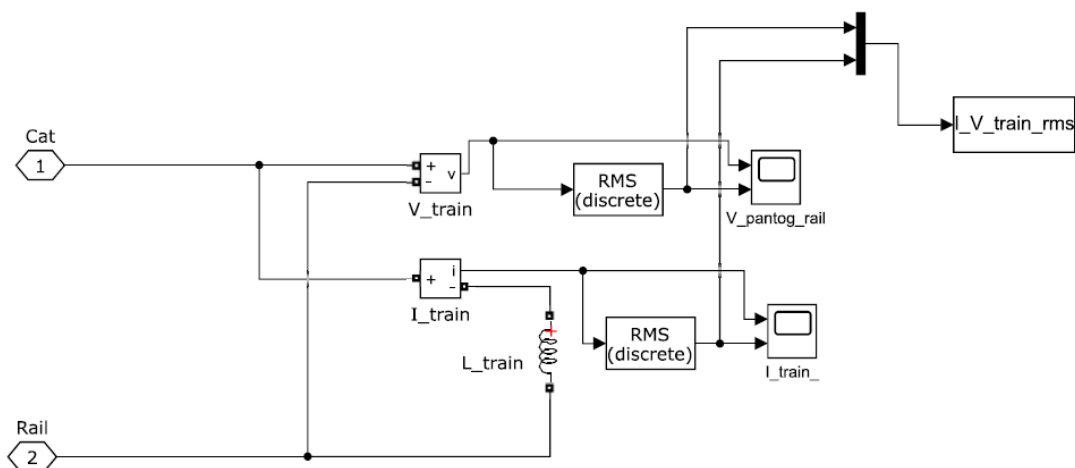 I_V_train_rms
Cat
1
+
-
v
V_train
RMS
(discrete)
V_pantog_rail
+
i
-
I_train
L_train
+
RMS
(discrete)
I_train_
Rail
2